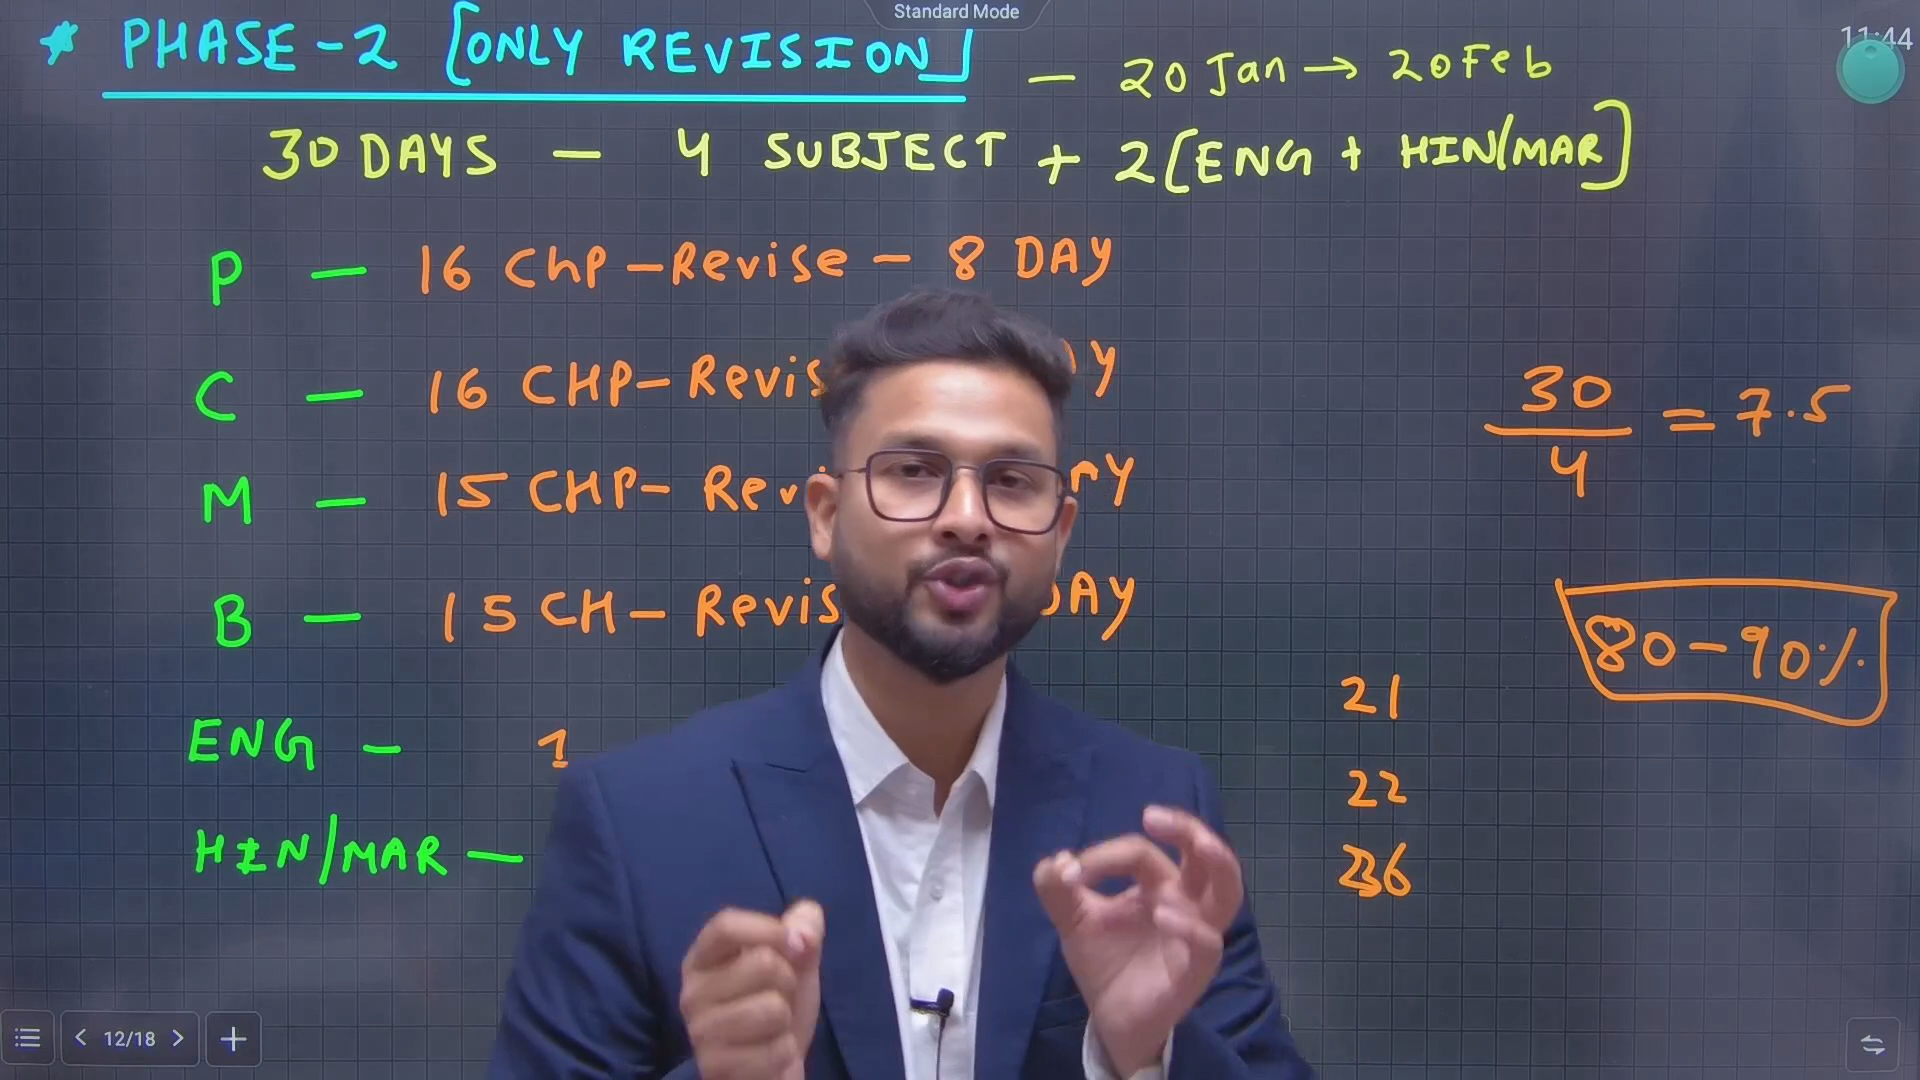 Standard Mode
11:44
* PHASE-2 [ONLY REVISION] — 20 Jan → 20 Feb
30 DAYS — 4 SUBJECT + 2 [ENG + HIN/MAR]
P — 16 ChP - Revise - 8 DAY
C — 16 CHP - Revis
M — 15 CHP - Rev
B — 15 CH - Revis DAY
ENG - 1
HIN/MAR —
30/4 = 7.5
80-90%
21
22
12/18